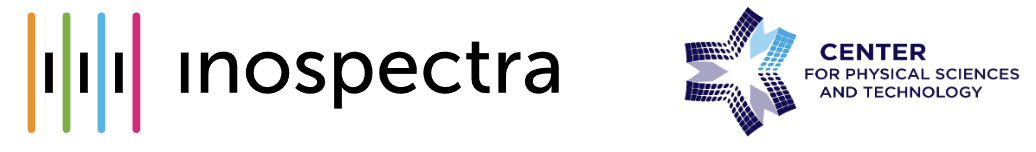 inospectra
CENTER
FOR PHYSICAL SCIENCES
AND TECHNOLOGY